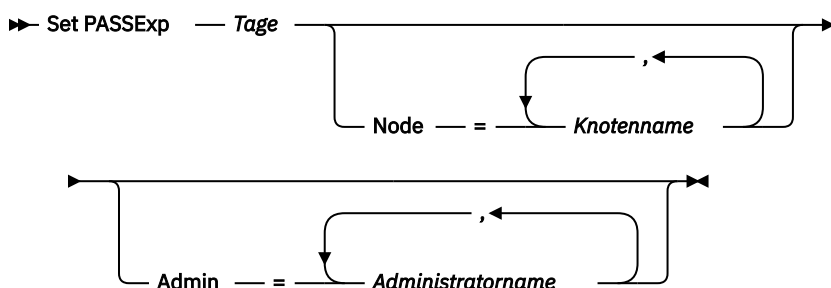 Set PASSExp Tage
,
Node = Knotenname
,
Admin = Administratorname